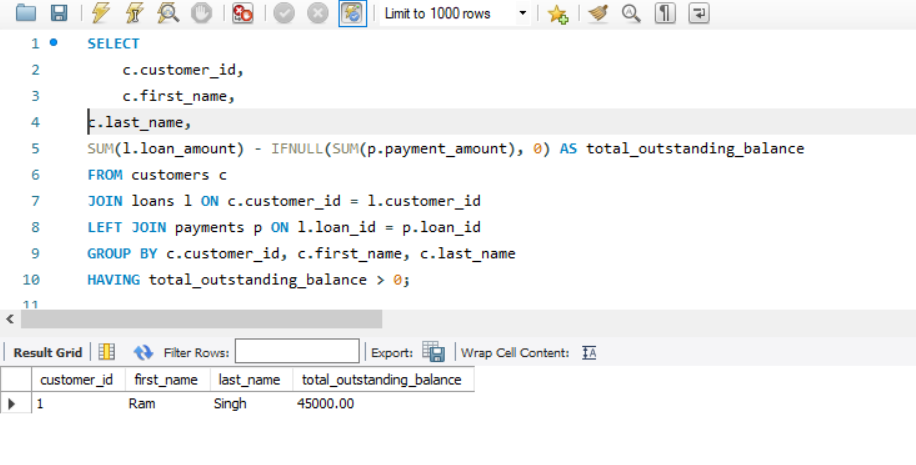 Limit to 1000 rows
1 SELECT
2 c.customer_id,
3 c.first_name,
4 c.last_name,
5 SUM(l.loan_amount) - IFNULL(SUM(p.payment_amount), 0) AS total_outstanding_balance
6 FROM customers c
7 JOIN loans l ON c.customer_id = l.customer_id
8 LEFT JOIN payments p ON l.loan_id = p.loan_id
9 GROUP BY c.customer_id, c.first_name, c.last_name
10 HAVING total_outstanding_balance > 0;
11
Result Grid Filter Rows: Export: Wrap Cell Content: IA
customer_id first_name last_name total_outstanding_balance
1 Ram Singh 45000.00